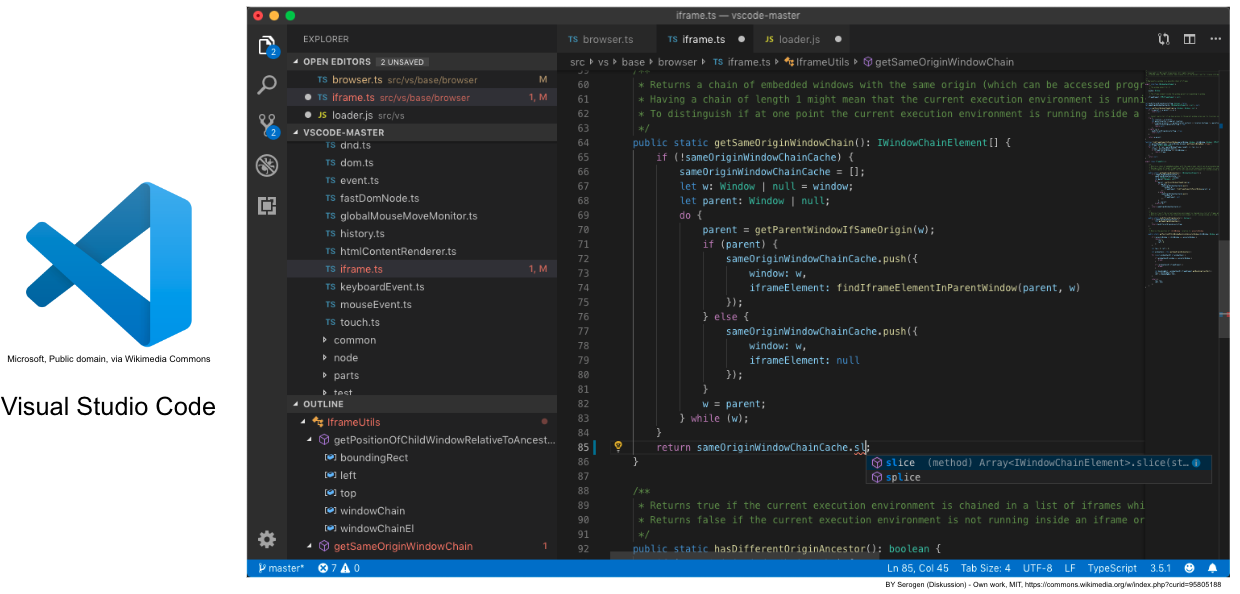 Microsoft, Public domain, via Wikimedia Commons
Visual Studio Code
iframe.ts — vscode-master
2
2
EXPLORER
OPEN EDITORS 2 UNSAVED
TS browser.ts src/vs/base/browser M
TS iframe.ts src/vs/base/browser 1, M
JS loader.js src/vs
VSCODE-MASTER
TS dnd.ts
TS dom.ts
TS event.ts
TS fastDomNode.ts
TS globalMouseMoveMonitor.ts
TS history.ts
TS htmlContentRenderer.ts
TS iframe.ts 1, M
TS keyboardEvent.ts
TS mouseEvent.ts
TS touch.ts
common
node
parts
test
OUTLINE
IframeUtils
getPositionOfChildWindowRelativeToAncest...
boundingRect
left
top
windowChain
windowChainEl
getSameOriginWindowChain 1
TS browser.ts TS iframe.ts JS loader.js
src vs base browser TS iframe.ts IframeUtils getSameOriginWindowChain
59 /**
60 * Returns a chain of embedded windows with the same origin (which can be accessed progr
61 * Having a chain of length 1 might mean that the current execution environment is runni
62 * To distinguish if at one point the current execution environment is running inside a
63 */
64 public static getSameOriginWindowChain(): IWindowChainElement[] {
65 if (!sameOriginWindowChainCache) {
66 sameOriginWindowChainCache = [];
67 let w: Window | null = window;
68 let parent: Window | null;
69 do {
70 parent = getParentWindowIfSameOrigin(w);
71 if (parent) {
72 sameOriginWindowChainCache.push({
73 window: w,
74 iframeElement: findIframeElementInParentWindow(parent, w)
75 });
76 } else {
77 sameOriginWindowChainCache.push({
78 window: w,
79 iframeElement: null
80 });
81 }
82 w = parent;
83 } while (w);
84 }
85 return sameOriginWindowChainCache.sl;
slice (method) Array<IWindowChainElement>.slice(st...
splice
86 }
87
88 /**
89 * Returns true if the current execution environment is chained in a list of iframes whi
90 * Returns false if the current execution environment is not running inside an iframe or
91 */
92 public static hasDifferentOriginAncestor(): boolean {
master* 7 0 Ln 85, Col 45 Tab Size: 4 UTF-8 LF TypeScript 3.5.1
BY Serogen (Diskussion) - Own work, MIT, https://commons.wikimedia.org/w/index.php?curid=95805188